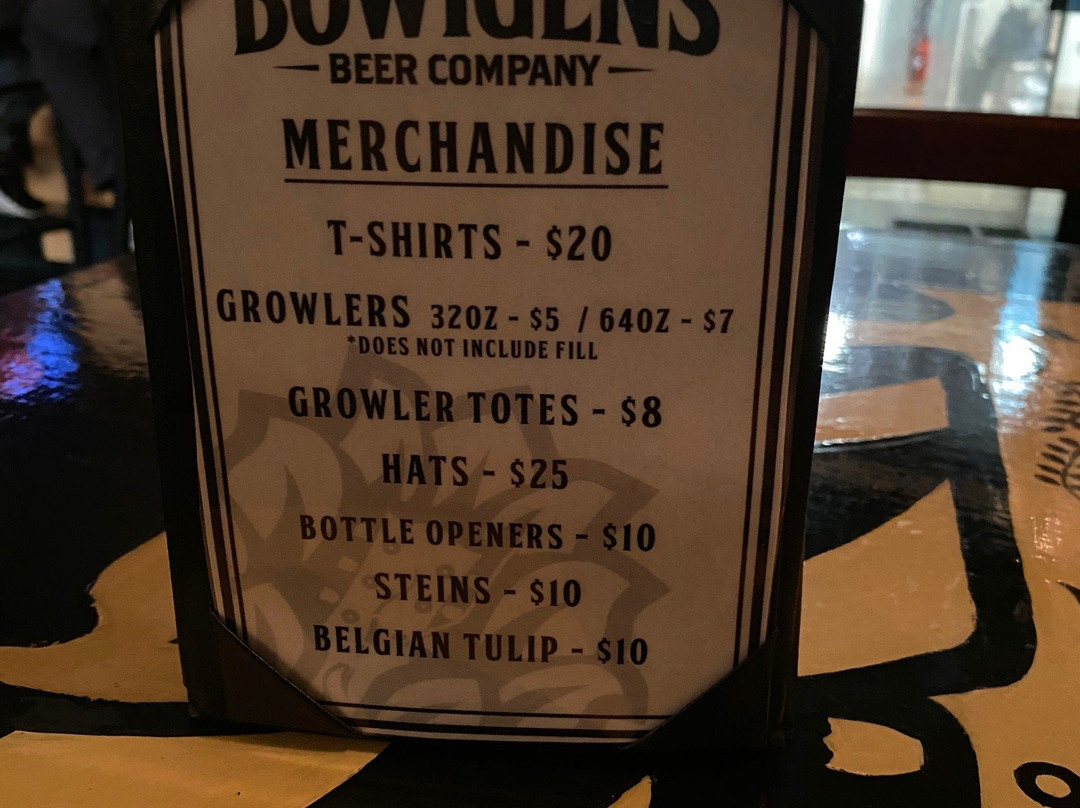 BOWIGENS
BEER COMPANY
MERCHANDISE
T-SHIRTS - $20
GROWLERS 32OZ - $5 / 64OZ - $7
*DOES NOT INCLUDE FILL
GROWLER TOTES - $8
HATS - $25
BOTTLE OPENERS - $10
STEINS - $10
BELGIAN TULIP - $10